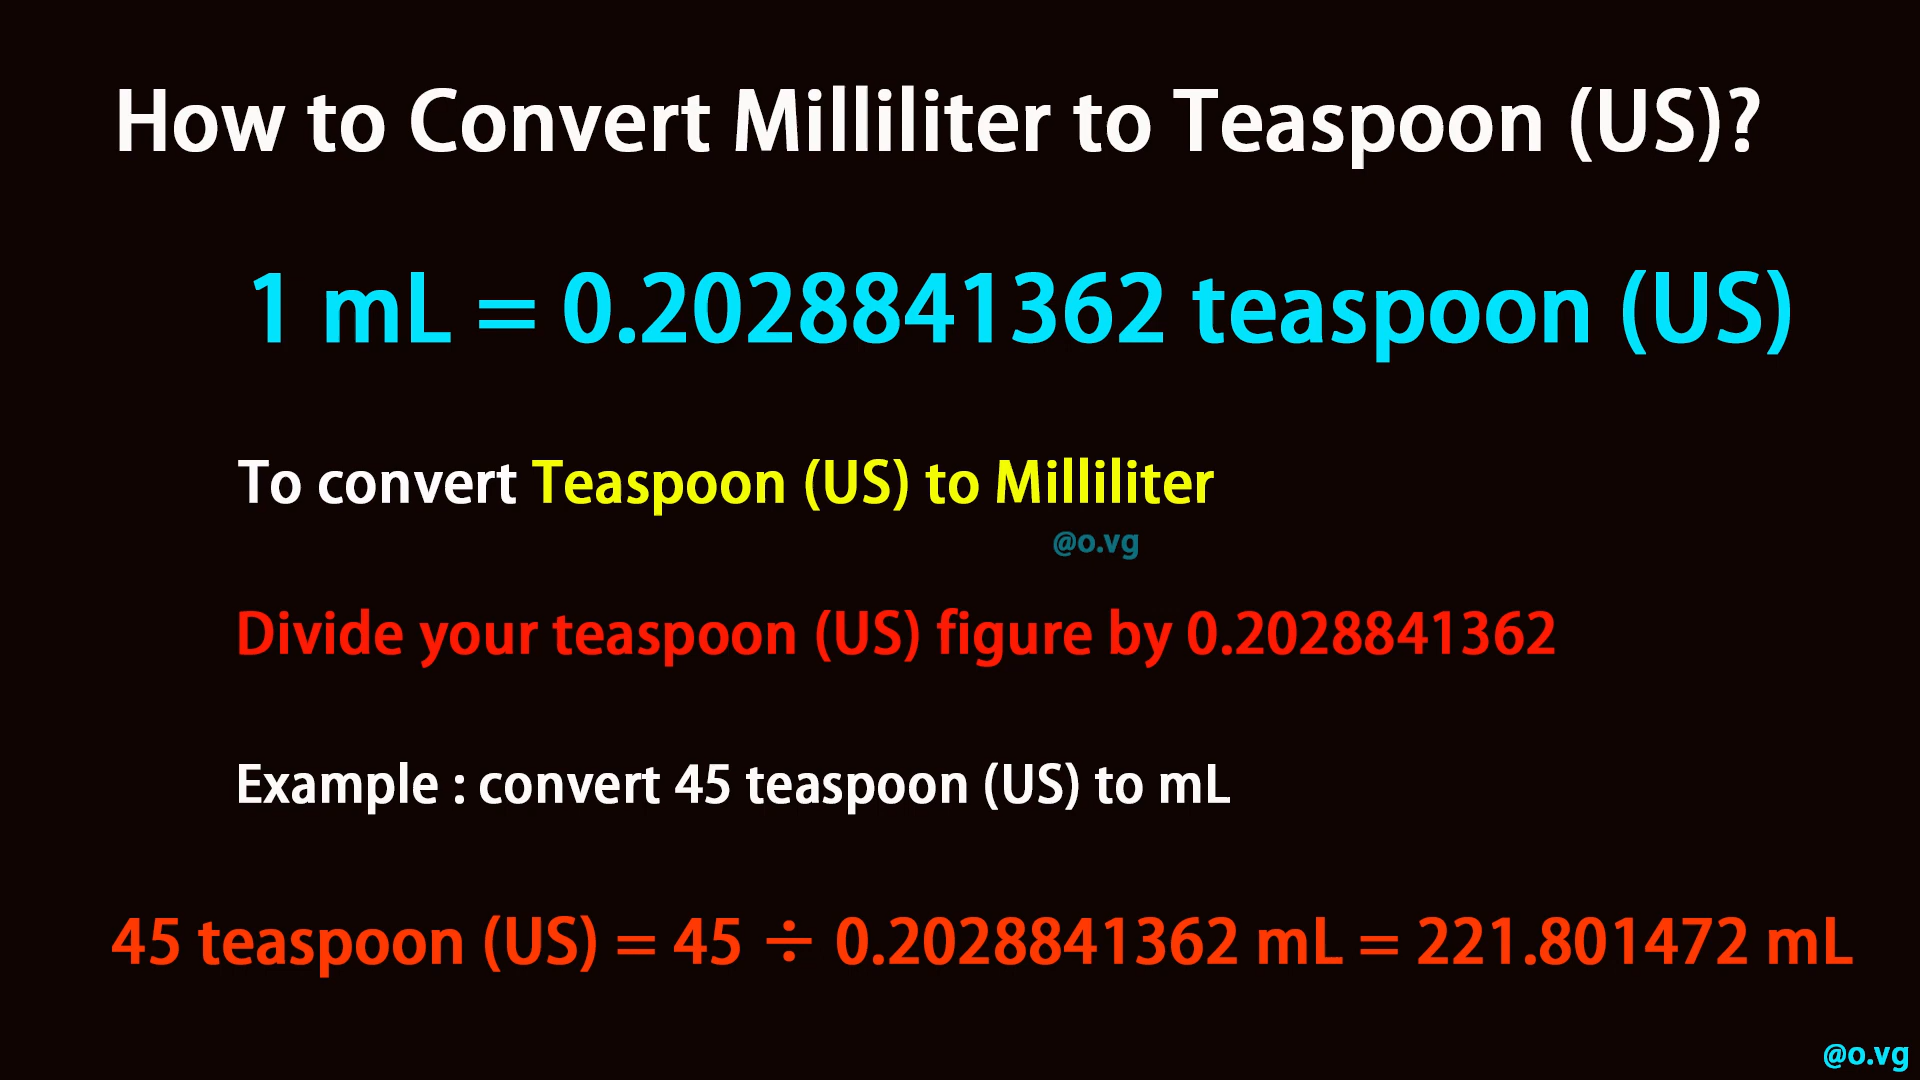 How to Convert Milliliter to Teaspoon (US)?
1 mL = 0.2028841362 teaspoon (US)
To convert Teaspoon (US) to Milliliter
@o.vg
Divide your teaspoon (US) figure by 0.2028841362
Example : convert 45 teaspoon (US) to mL
45 teaspoon (US) = 45 ÷ 0.2028841362 mL = 221.801472 mL
@o.vg